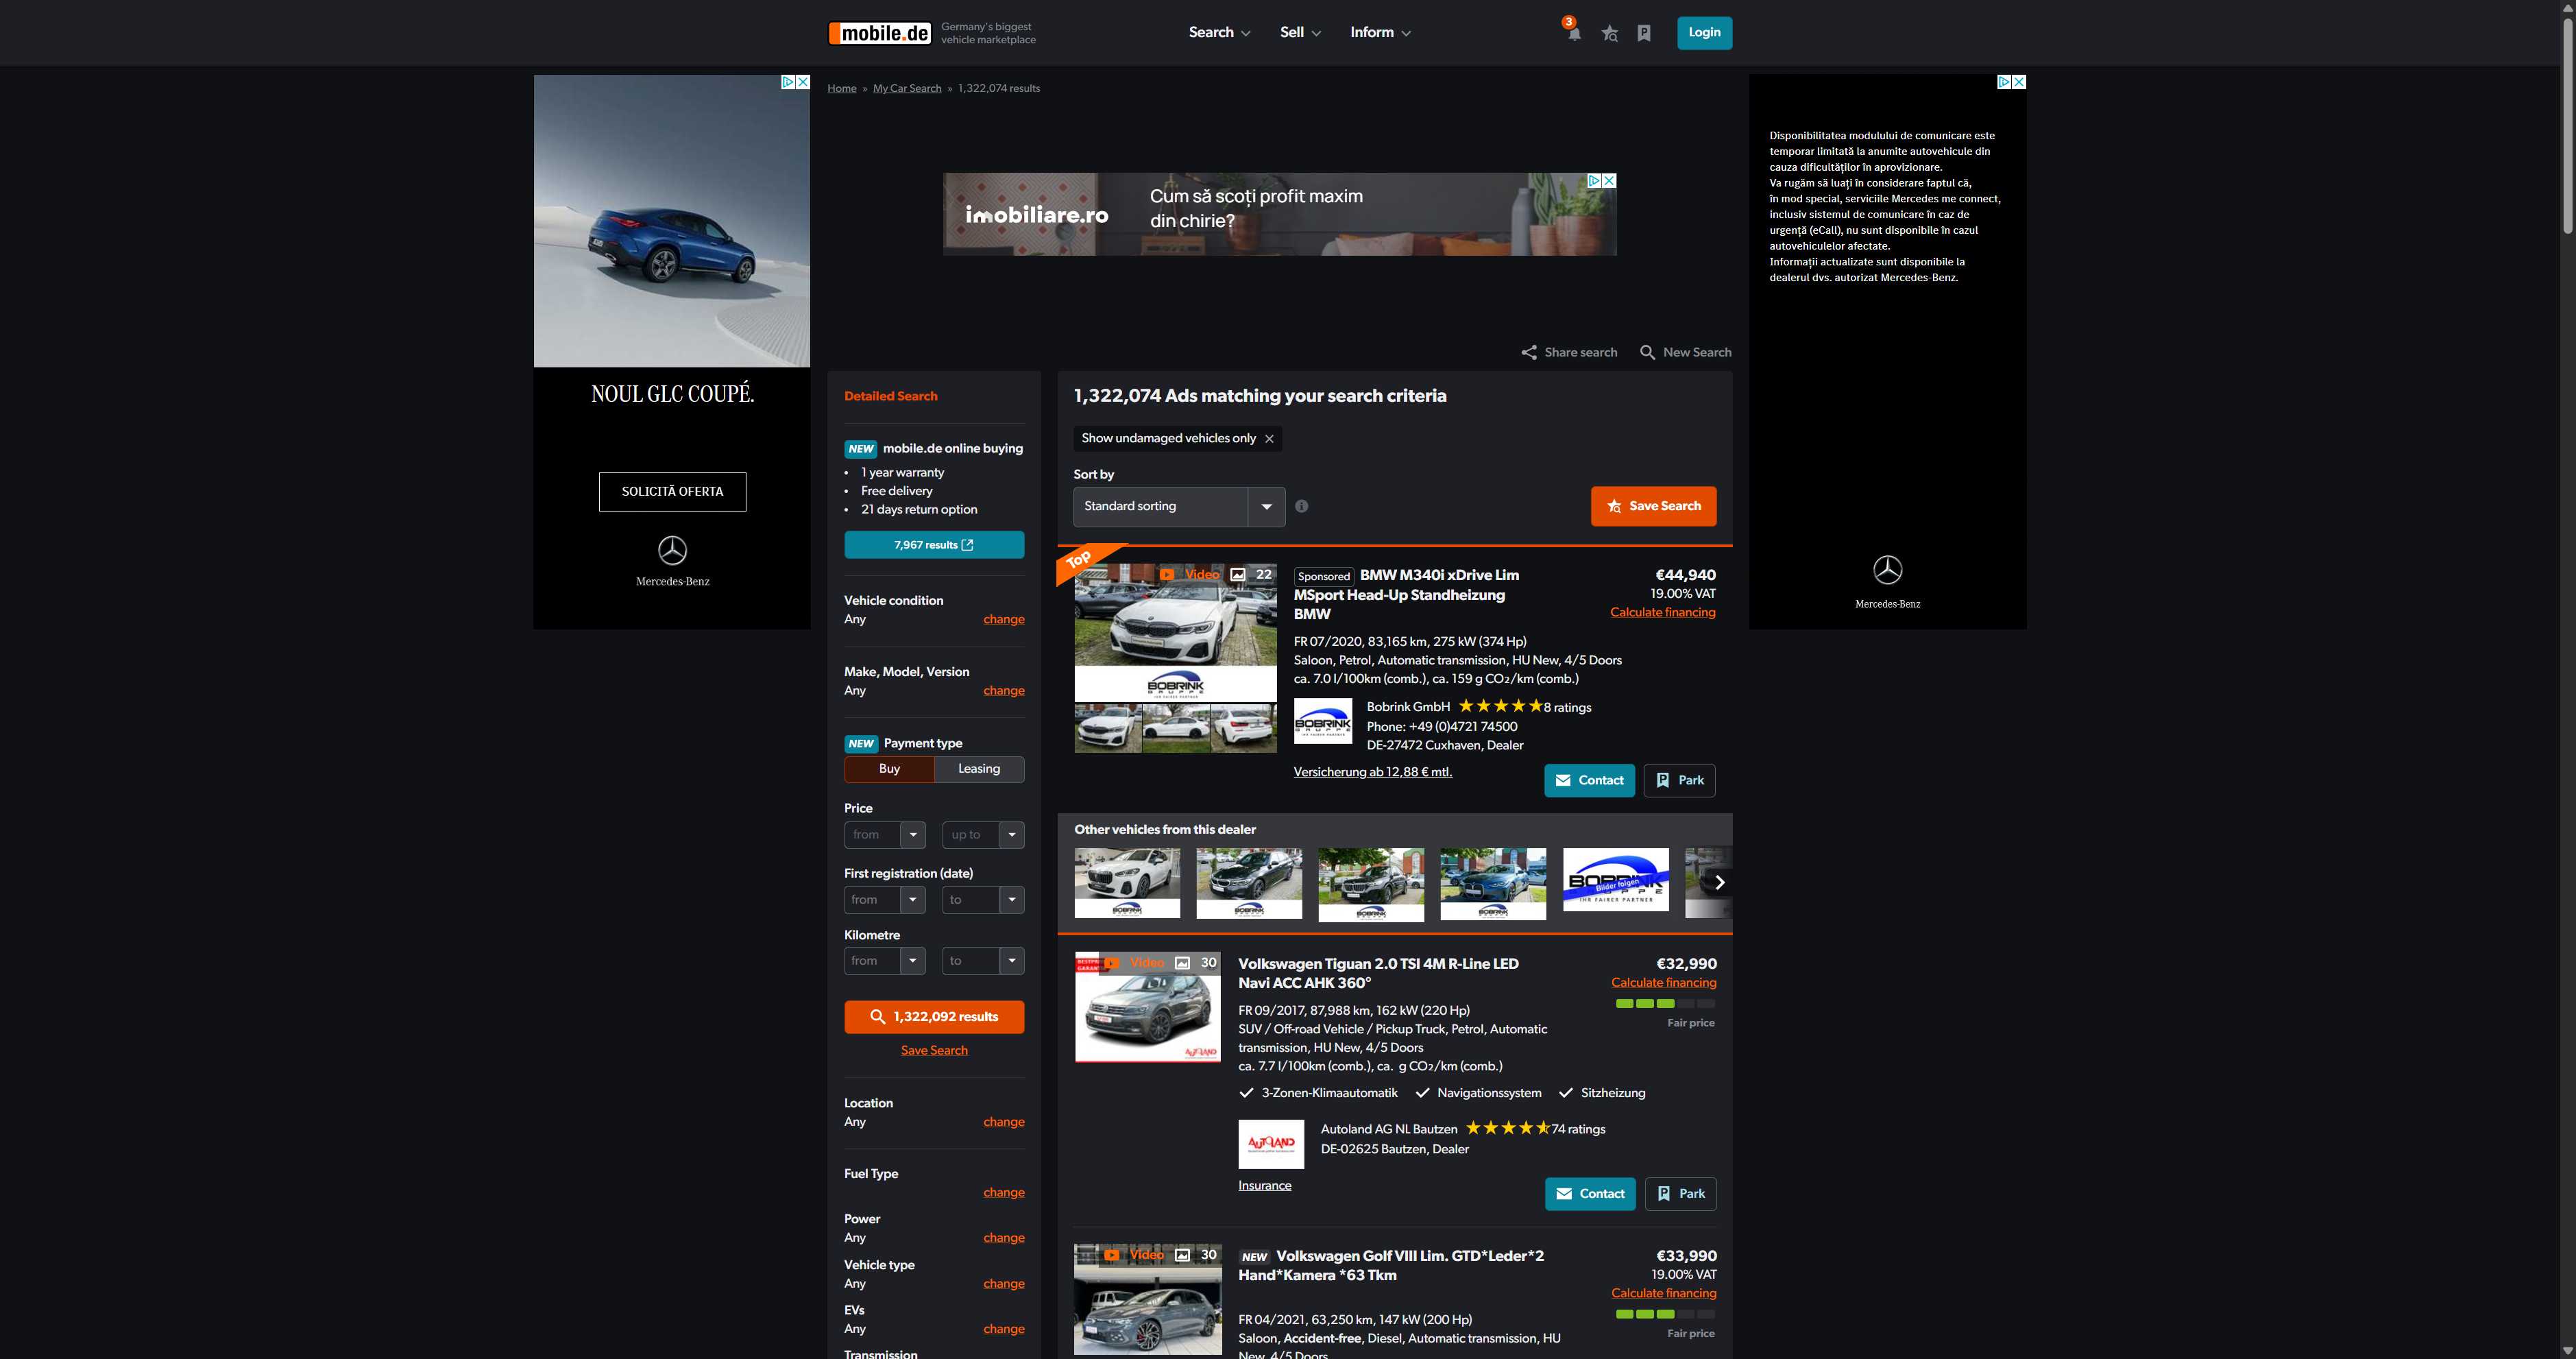 mobile.de
Germany's biggest
vehicle marketplace
Search
Sell
Inform
3
Login
Home » My Car Search » 1,322,074 results
imobiliare.ro
Cum să scoți profit maxim
din chirie?
NOUL GLC COUPÉ.
SOLICITĂ OFERTA
Mercedes-Benz
Disponibilitatea modulului de comunicare este
temporar limitată la anumite autovehicule din
cauza dificultăților în aprovizionare.
Va rugăm să luați în considerare faptul că,
în mod special, serviciile Mercedes me connect,
inclusiv sistemul de comunicare în caz de
urgență (eCall), nu sunt disponibile în cazul
autovehiculelor afectate.
Informații actualizate sunt disponibile la
dealerul dvs. autorizat Mercedes-Benz.
Mercedes-Benz
Share search
New Search
Detailed Search
NEW mobile.de online buying
• 1 year warranty
• Free delivery
• 21 days return option
7,967 results
Vehicle condition
Any change
Make, Model, Version
Any change
NEW Payment type
Buy Leasing
Price
from up to
First registration (date)
from to
Kilometre
from to
1,322,092 results
Save Search
Location
Any change
Fuel Type
change
Power
Any change
Vehicle type
Any change
EVs
Any change
Transmission
1,322,074 Ads matching your search criteria
Show undamaged vehicles only
Sort by
Standard sorting
Save Search
Top
Video 22
BOBRINK
GRUPPE
IHR FAIRER PARTNER
Sponsored BMW M340i xDrive Lim
MSport Head-Up Standheizung
BMW
€44,940
19.00% VAT
Calculate financing
FR 07/2020, 83,165 km, 275 kW (374 Hp)
Saloon, Petrol, Automatic transmission, HU New, 4/5 Doors
ca. 7.0 l/100km (comb.), ca. 159 g CO₂/km (comb.)
BOBRINK
Bobrink GmbH 8 ratings
Phone: +49 (0)4721 74500
DE-27472 Cuxhaven, Dealer
Versicherung ab 12,88 € mtl.
Contact
Park
Other vehicles from this dealer
BOBRINK
BOBRINK
BOBRINK
BOBRINK
BOBRINK
Bilder folgen
IHR FAIRER PARTNER
Video 30
AUTOLAND
Volkswagen Tiguan 2.0 TSI 4M R-Line LED
Navi ACC AHK 360°
€32,990
Calculate financing
Fair price
FR 09/2017, 87,988 km, 162 kW (220 Hp)
SUV / Off-road Vehicle / Pickup Truck, Petrol, Automatic
transmission, HU New, 4/5 Doors
ca. 7.7 l/100km (comb.), ca. g CO₂/km (comb.)
3-Zonen-Klimaautomatik Navigationssystem Sitzheizung
AUTOLAND
Autoland AG NL Bautzen 74 ratings
DE-02625 Bautzen, Dealer
Insurance
Contact
Park
Video 30
NEW Volkswagen Golf VIII Lim. GTD*Leder*2
Hand*Kamera *63 Tkm
€33,990
19.00% VAT
Calculate financing
Fair price
FR 04/2021, 63,250 km, 147 kW (200 Hp)
Saloon, Accident-free, Diesel, Automatic transmission, HU
New, 4/5 Doors